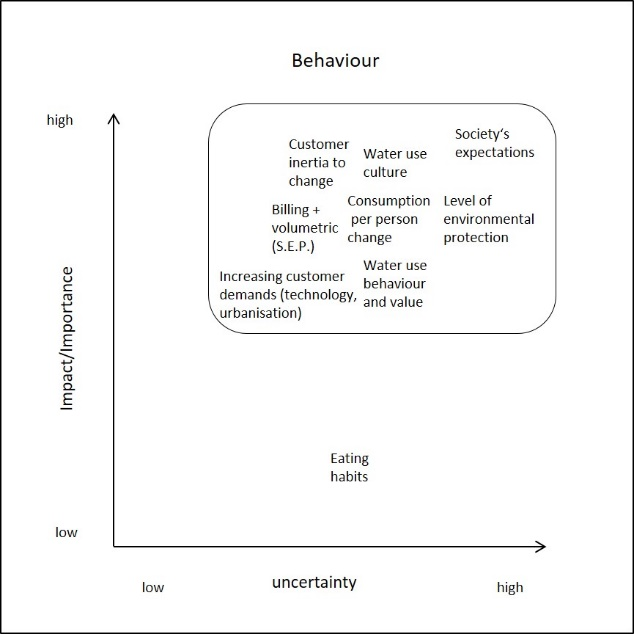 Behaviour
high
Customer
inertia to
change
Water use
culture
Society's
expectations
Billing +
volumetric
(S.E.P.)
Consumption
per person
change
Level of
environmental
protection
Increasing customer
demands (technology,
urbanisation)
Water use
behaviour
and value
Impact/Importance
Eating
habits
low
low
uncertainty
high